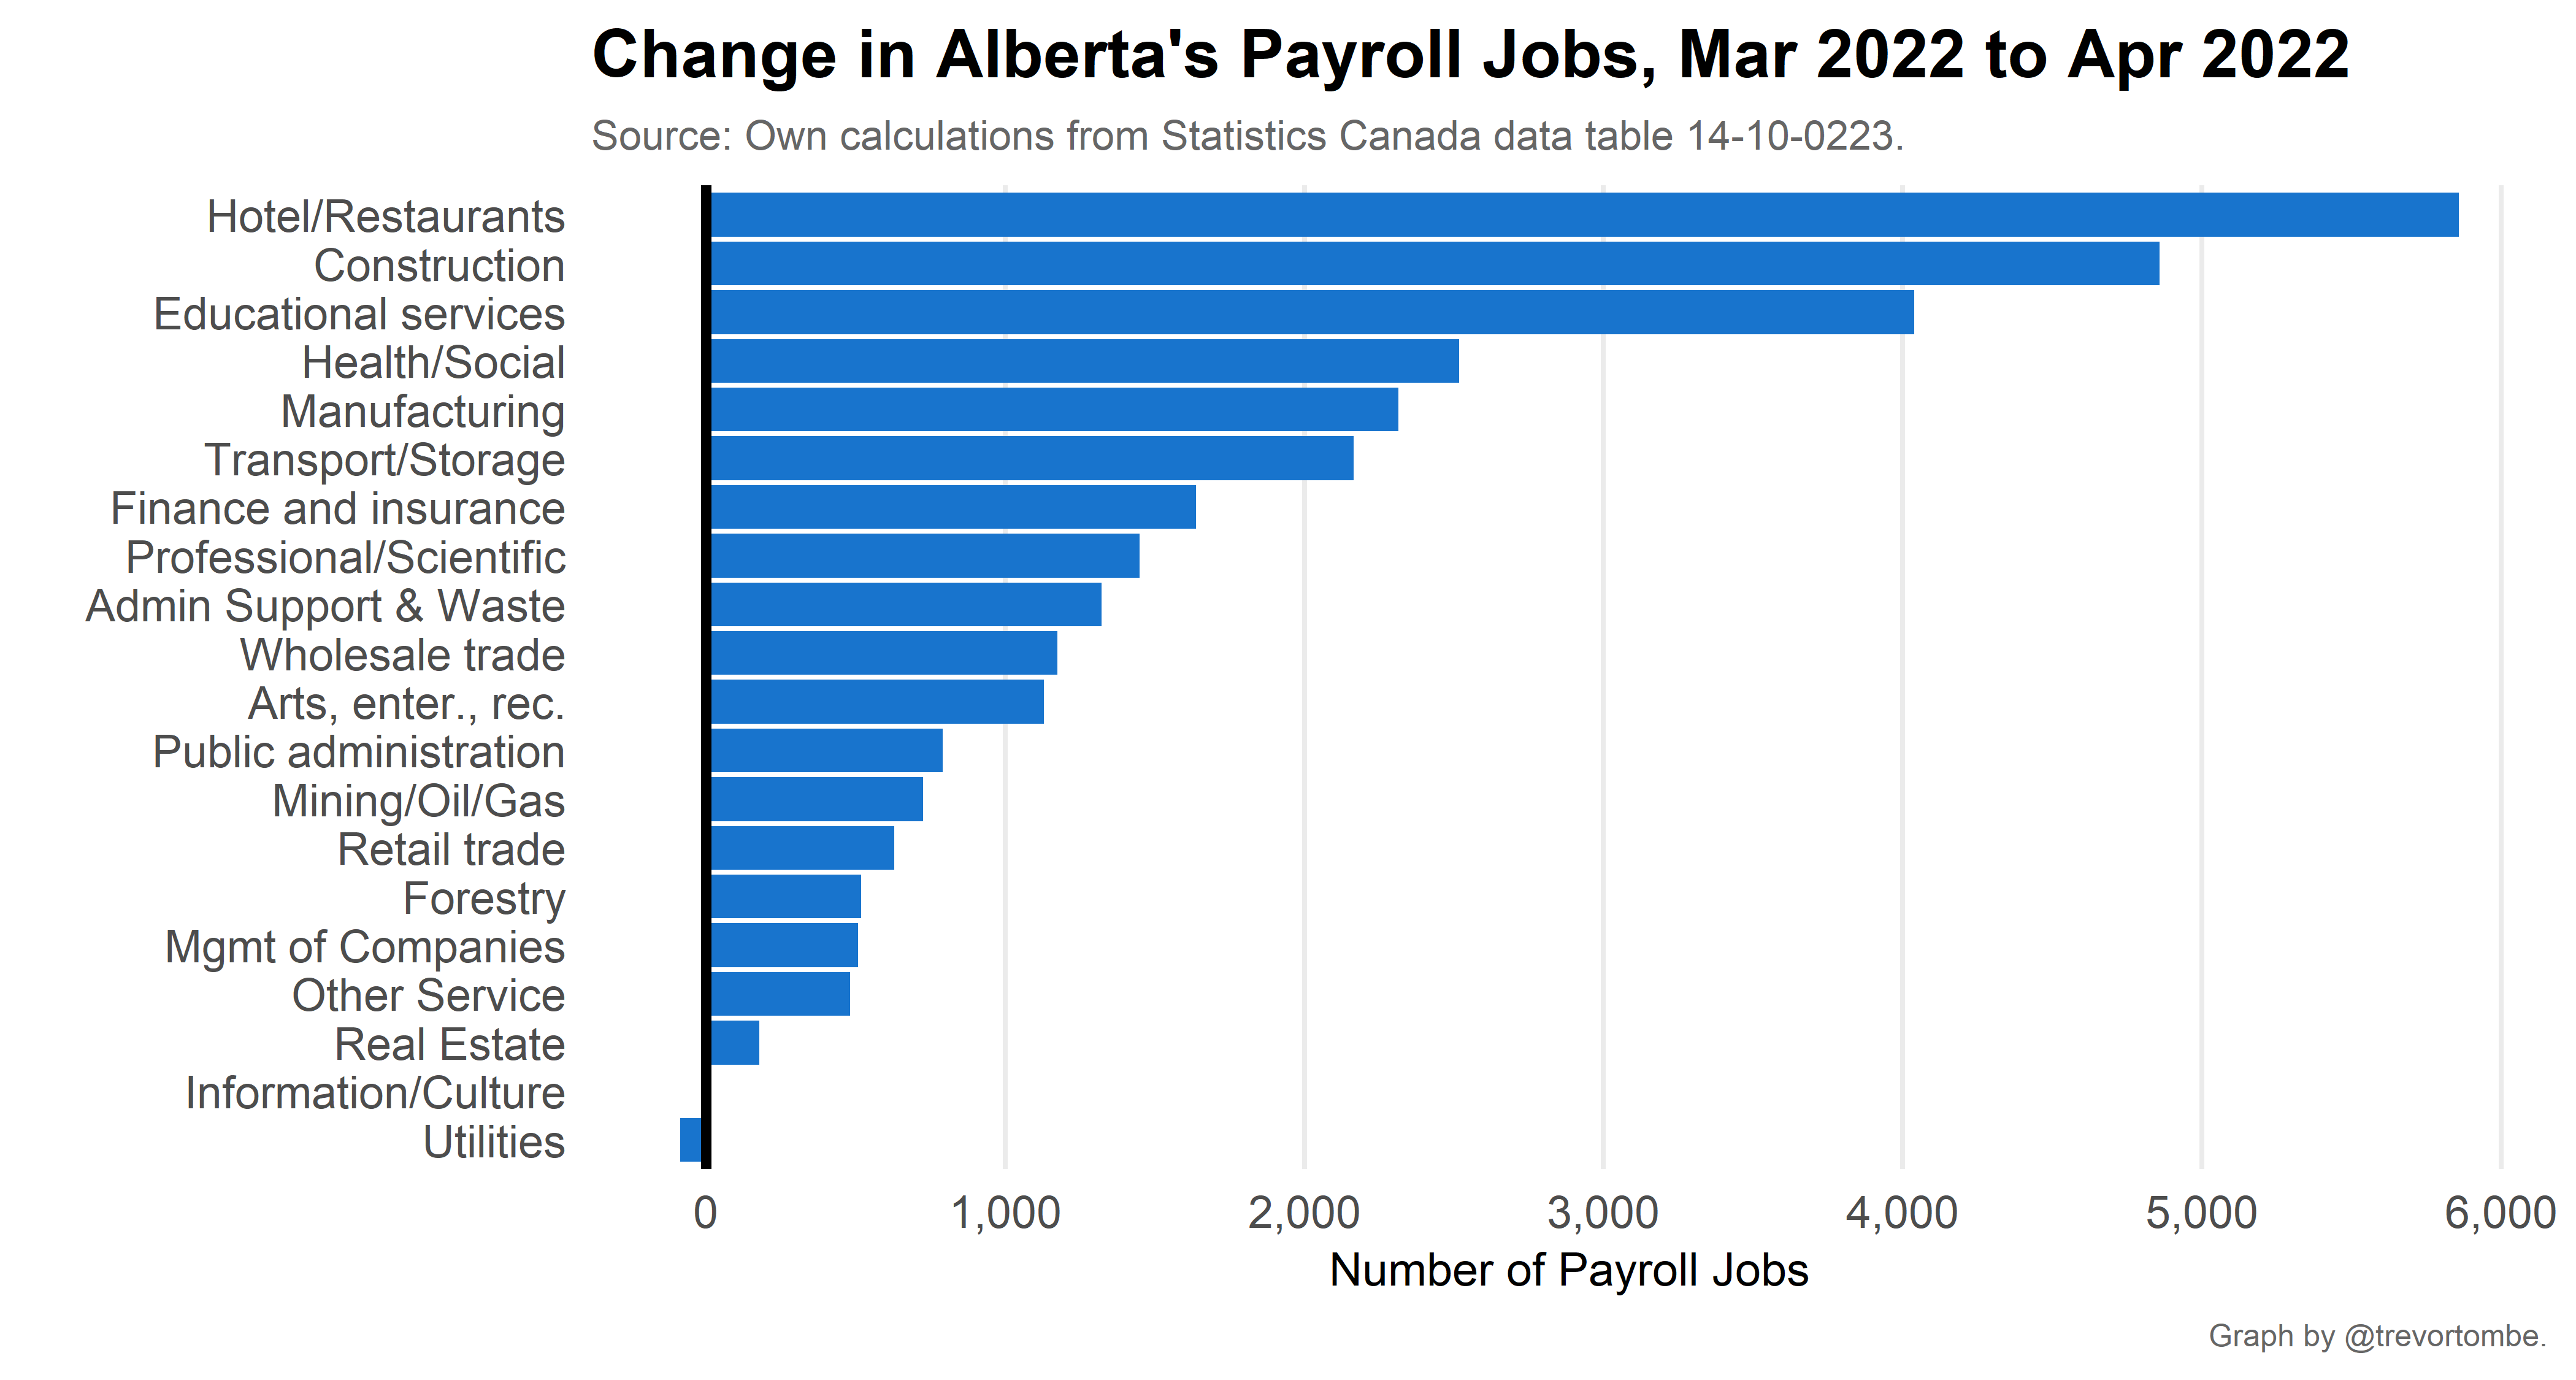 Change in Alberta's Payroll Jobs, Mar 2022 to Apr 2022
Source: Own calculations from Statistics Canada data table 14-10-0223.
Hotel/Restaurants
Construction
Educational services
Health/Social
Manufacturing
Transport/Storage
Finance and insurance
Professional/Scientific
Admin Support & Waste
Wholesale trade
Arts, enter., rec.
Public administration
Mining/Oil/Gas
Retail trade
Forestry
Mgmt of Companies
Other Service
Real Estate
Information/Culture
Utilities
0 1,000 2,000 3,000 4,000 5,000 6,000
Number of Payroll Jobs
Graph by @trevortombe.